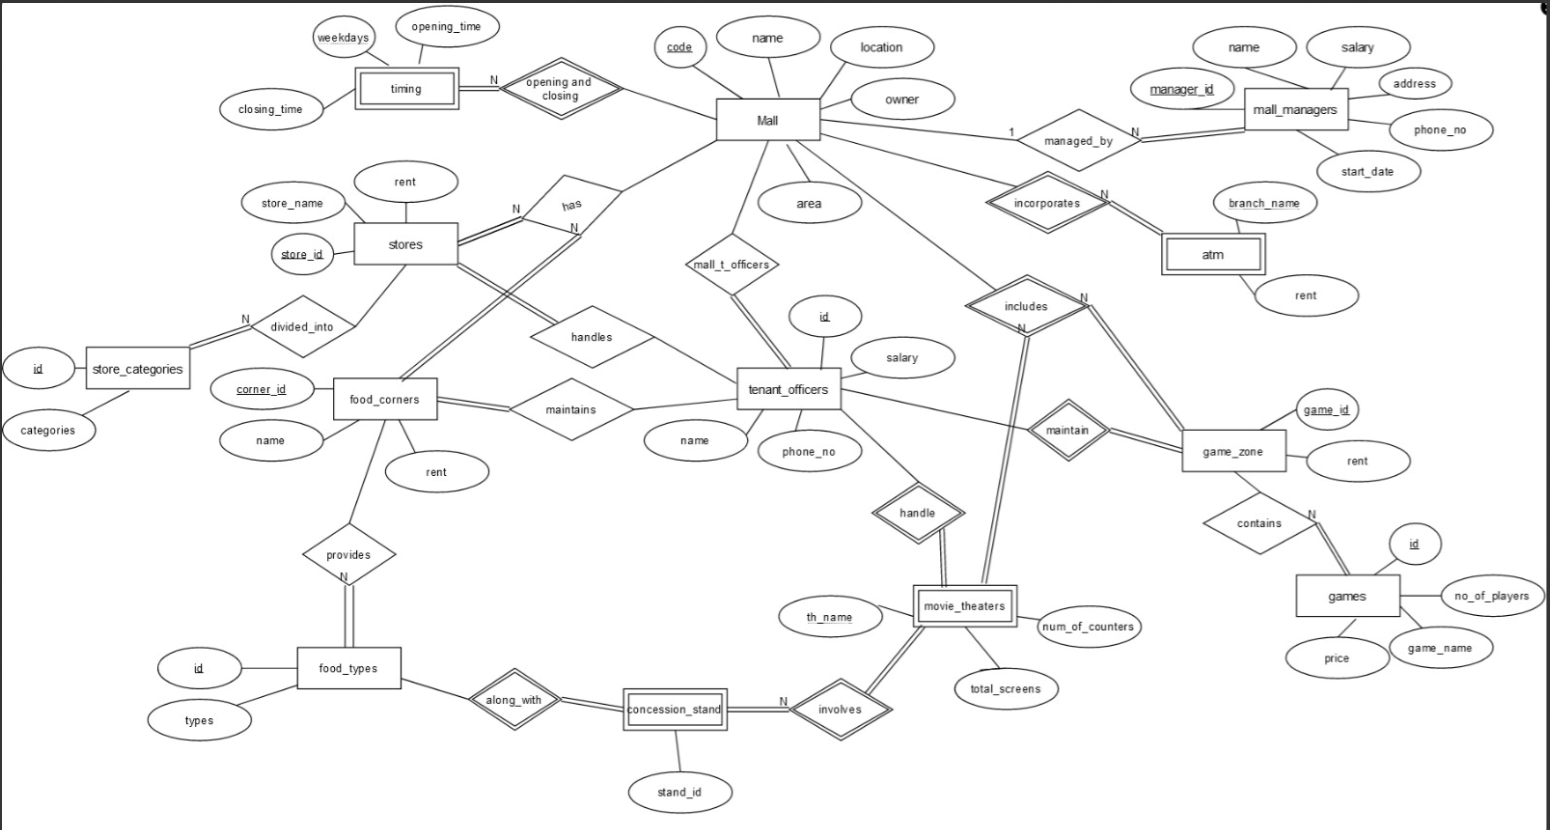 weekdays
opening_time
closing_time
timing
N
opening and
closing
code
name
location
owner
Mall
area
1
managed_by
N
name
salary
manager_id
address
mall_managers
phone_no
start_date
incorporates
N
branch_name
atm
rent
rent
store_name
store_id
stores
N
has
N
mall_t_officers
includes
N
N
divided_into
N
id
store_categories
categories
handles
id
salary
tenant_officers
name
phone_no
corner_id
food_corners
name
rent
maintains
maintain
game_id
game_zone
rent
handle
contains
N
id
games
no_of_players
game_name
price
provides
N
th_name
movie_theaters
num_of_counters
total_screens
id
food_types
types
along_with
concession_stand
N
involves
stand_id